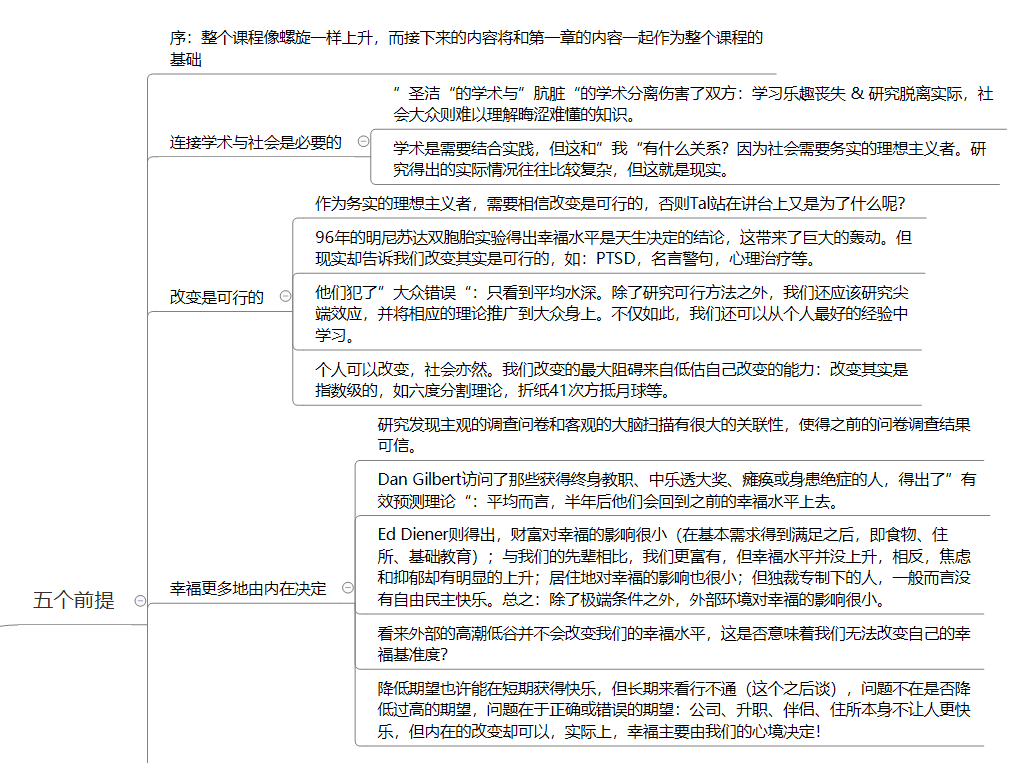 序：整个课程像螺旋一样上升，而接下来的内容将和第一章的内容一起作为整个课程的
基础
连接学术与社会是必要的
”圣洁“的学术与”肮脏“的学术分离伤害了双方：学习乐趣丧失 & 研究脱离实际，社
会大众则难以理解晦涩难懂的知识。
学术是需要结合实践，但这和”我“有什么关系？因为社会需要务实的理想主义者。研
究得出的实际情况往往比较复杂，但这就是现实。
改变是可行的
作为务实的理想主义者，需要相信改变是可行的，否则Tal站在讲台上又是为了什么呢？
96年的明尼苏达双胞胎实验得出幸福水平是天生决定的结论，这带来了巨大的轰动。但
现实却告诉我们改变其实是可行的，如：PTSD，名言警句，心理治疗等。
他们犯了”大众错误“：只看到平均水深。除了研究可行方法之外，我们还应该研究尖
端效应，并将相应的理论推广到大众身上。不仅如此，我们还可以从个人最好的经验中
学习。
个人可以改变，社会亦然。我们改变的最大阻碍来自低估自己改变的能力：改变其实是
指数级的，如六度分割理论，折纸41次方抵月球等。
五个前提
幸福更多地由内在决定
研究发现主观的调查问卷和客观的大脑扫描有很大的关联性，使得之前的问卷调查结果
可信。
Dan Gilbert访问了那些获得终身教职、中乐透大奖、瘫痪或身患绝症的人，得出了”有
效预测理论“：平均而言，半年后他们会回到之前的幸福水平上去。
Ed Diener则得出，财富对幸福的影响很小（在基本需求得到满足之后，即食物、住
所、基础教育）；与我们的先辈相比，我们更富有，但幸福水平并没上升，相反，焦虑
和抑郁却有明显的上升；居住地对幸福的影响也很小；但独裁专制下的人，一般而言没
有自由民主快乐。总之：除了极端条件之外，外部环境对幸福的影响很小。
看来外部的高潮低谷并不会改变我们的幸福水平，这是否意味着我们无法改变自己的幸
福基准度？
降低期望也许能在短期获得快乐，但长期来看行不通（这个之后谈），问题不在是否降
低过高的期望，问题在于正确或错误的期望：公司、升职、伴侣、住所本身不让人更快
乐，但内在的改变却可以，实际上，幸福主要由我们的心境决定！